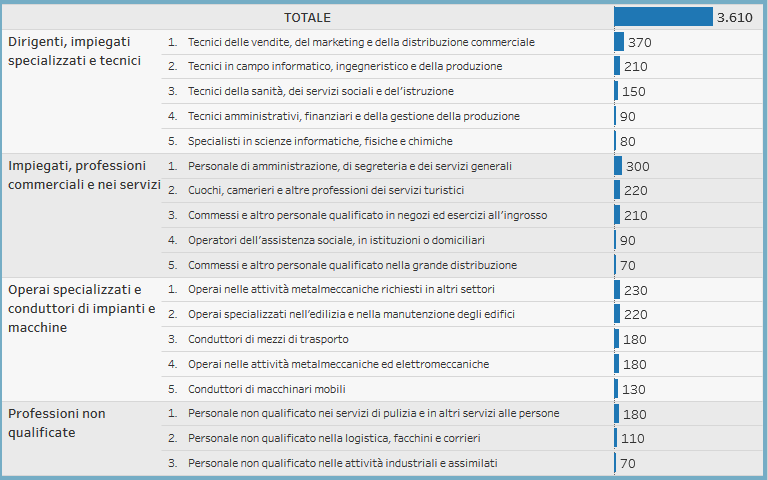 TOTALE 3.610
Dirigenti, impiegati specializzati e tecnici
1. Tecnici delle vendite, del marketing e della distribuzione commerciale 370
2. Tecnici in campo informatico, ingegneristico e della produzione 210
3. Tecnici della sanità, dei servizi sociali e del'istruzione 150
4. Tecnici amministrativi, finanziari e della gestione della produzione 90
5. Specialisti in scienze informatiche, fisiche e chimiche 80
Impiegati, professioni commerciali e nei servizi
1. Personale di amministrazione, di segreteria e dei servizi generali 300
2. Cuochi, camerieri e altre professioni dei servizi turistici 220
3. Commessi e altro personale qualificato in negozi ed esercizi all'ingrosso 210
4. Operatori dell'assistenza sociale, in istituzioni o domiciliari 90
5. Commessi e altro personale qualificato nella grande distribuzione 70
Operai specializzati e conduttori di impianti e macchine
1. Operai nelle attività metalmeccaniche richiesti in altri settori 230
2. Operai specializzati nell'edilizia e nella manutenzione degli edifici 220
3. Conduttori di mezzi di trasporto 180
4. Operai nelle attività metalmeccaniche ed elettromeccaniche 180
5. Conduttori di macchinari mobili 130
Professioni non qualificate
1. Personale non qualificato nei servizi di pulizia e in altri servizi alle persone 180
2. Personale non qualificato nella logistica, facchini e corrieri 110
3. Personale non qualificato nelle attività industriali e assimilati 70